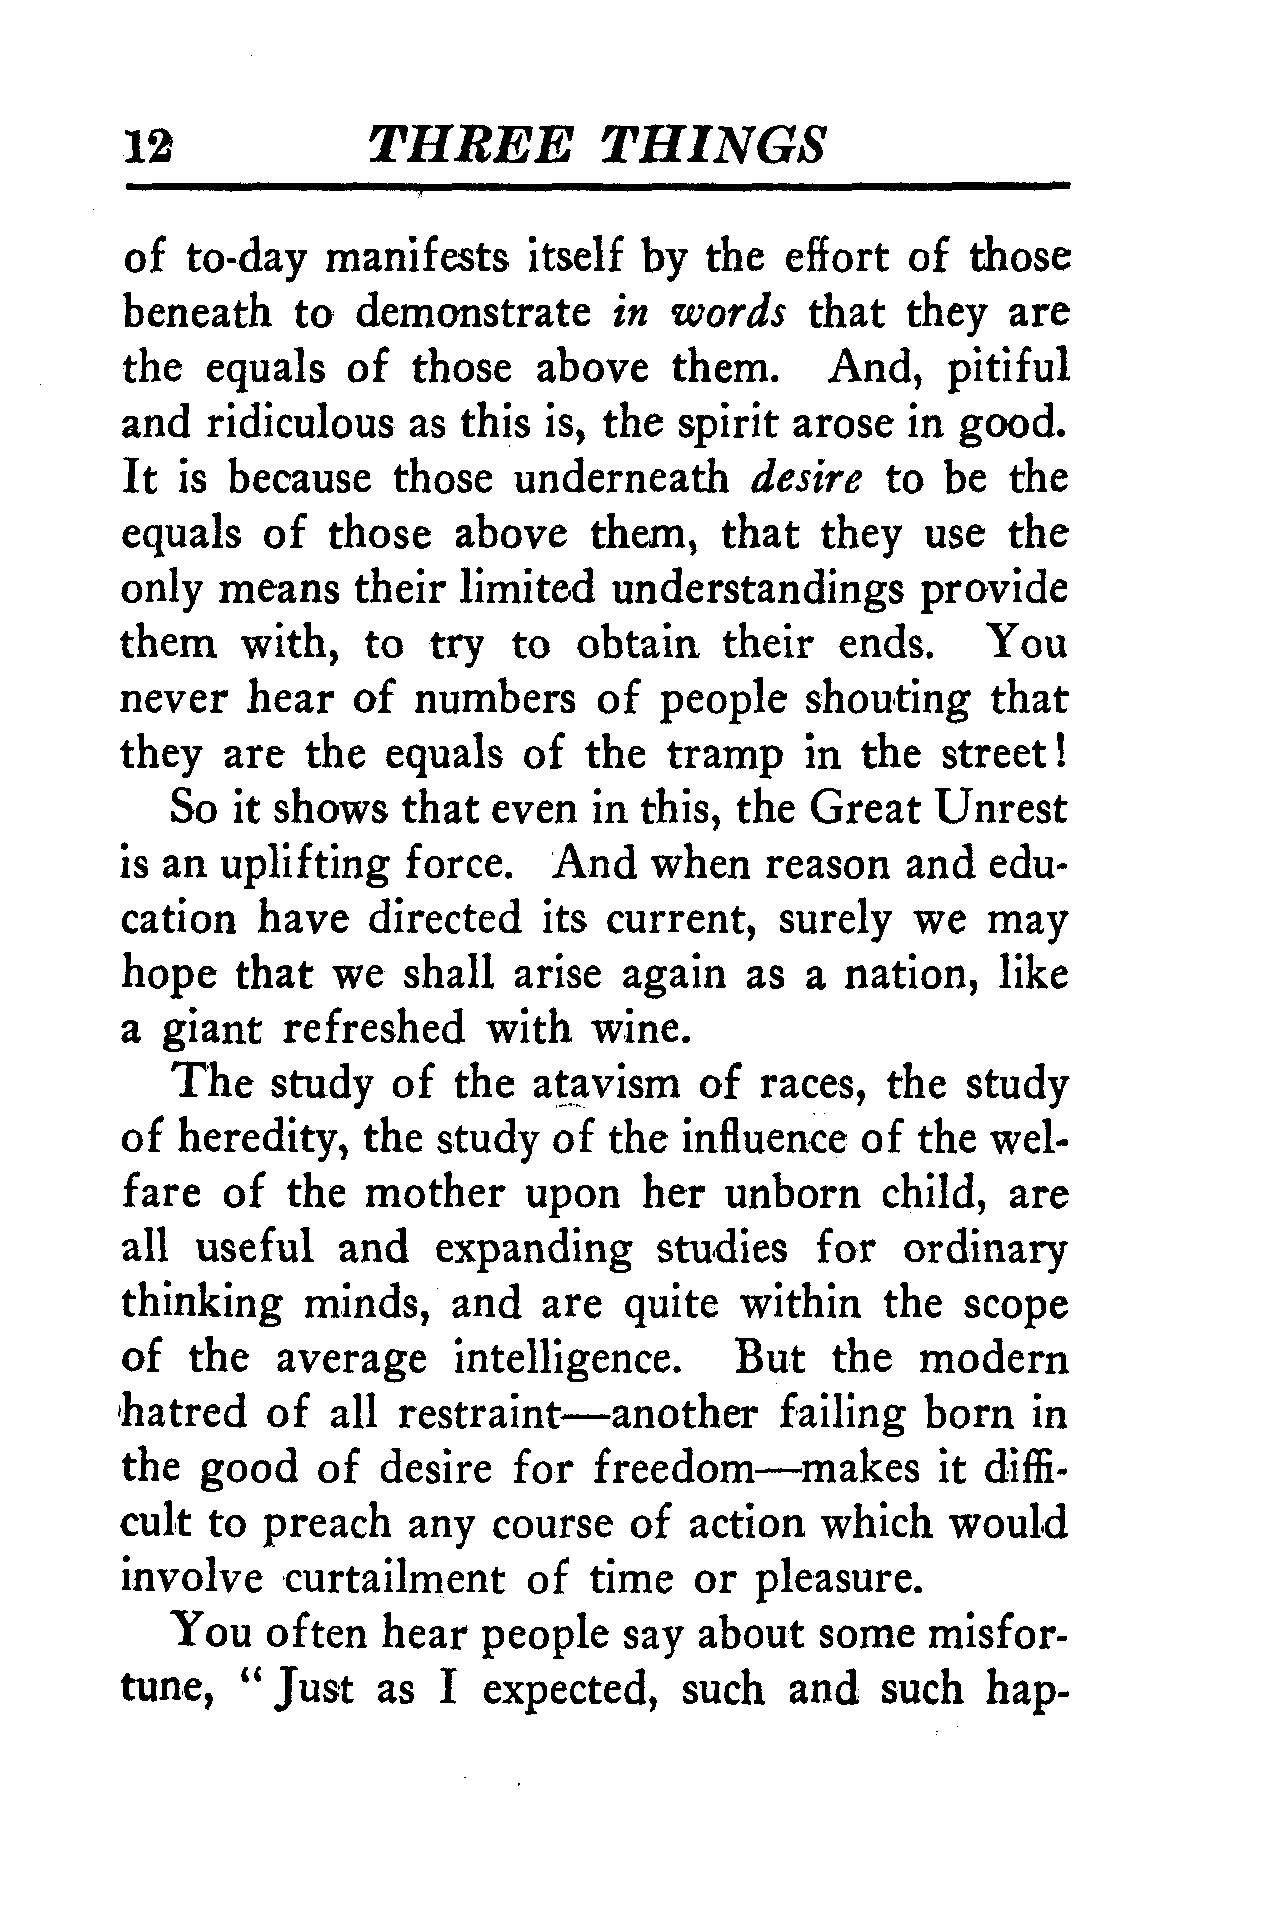 12 THREE THINGS
of to-day manifests itself by the effort of those
beneath to demonstrate in words that they are
the equals of those above them. And, pitiful
and ridiculous as this is, the spirit arose in good.
It is because those underneath desire to be the
equals of those above them, that they use the
only means their limited understandings provide
them with, to try to obtain their ends. You
never hear of numbers of people shouting that
they are the equals of the tramp in the street!
So it shows that even in this, the Great Unrest
is an uplifting force. And when reason and edu-
cation have directed its current, surely we may
hope that we shall arise again as a nation, like
a giant refreshed with wine.
The study of the atavism of races, the study
of heredity, the study of the influence of the wel-
fare of the mother upon her unborn child, are
all useful and expanding studies for ordinary
thinking minds, and are quite within the scope
of the average intelligence. But the modern
hatred of all restraint—another failing born in
the good of desire for freedom—makes it diffi-
cult to preach any course of action which would
involve curtailment of time or pleasure.
You often hear people say about some misfor-
tune, “Just as I expected, such and such hap-